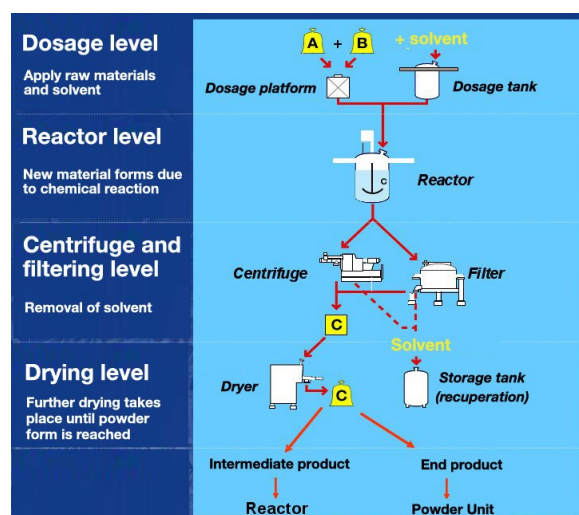 Dosage level
Apply raw materials
and solvent
A + B
+ solvent
Dosage platform
Dosage tank
Reactor level
New material forms due
to chemical reaction
C
Reactor
Centrifuge and
filtering level
Removal of solvent
Centrifuge
Filter
C
Solvent
Drying level
Further drying takes
place until powder
form is reached
Dryer
C
Storage tank
(recuperation)
Intermediate product
End product
Reactor
Powder Unit